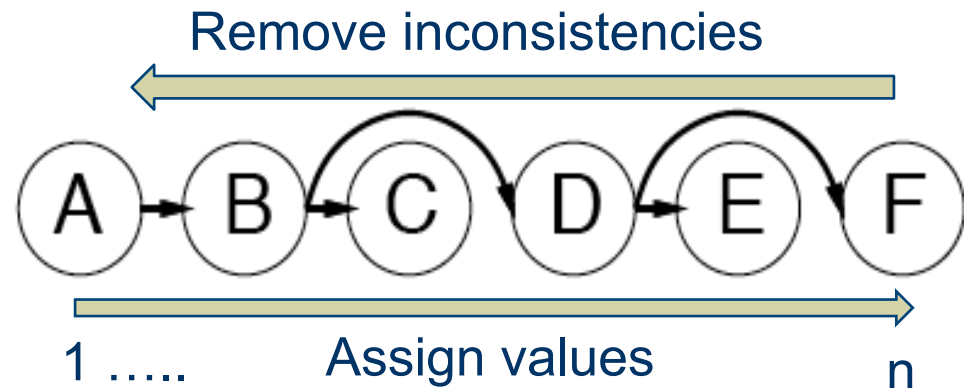 Remove inconsistencies
A B C D E F
1 ..... Assign values n